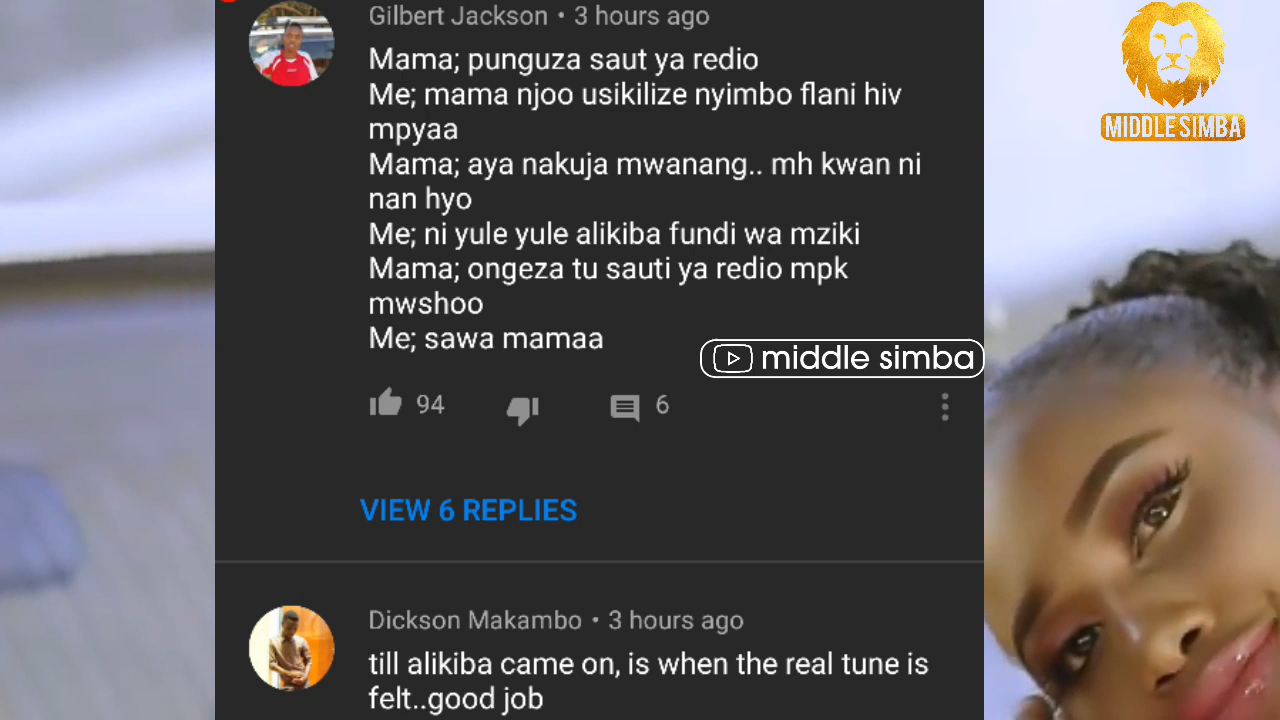 Gilbert Jackson • 3 hours ago
Mama; punguza saut ya redio
Me; mama njoo usikilize nyimbo flani hiv
mpyaa
Mama; aya nakuja mwanang.. mh kwan ni
nan hyo
Me; ni yule yule alikiba fundi wa mziki
Mama; ongeza tu sauti ya redio mpk
mwshoo
Me; sawa mamaa
94
6
VIEW 6 REPLIES
Dickson Makambo • 3 hours ago
till alikiba came on, is when the real tune is
felt..good job
MIDDLE SIMBA
middle simba